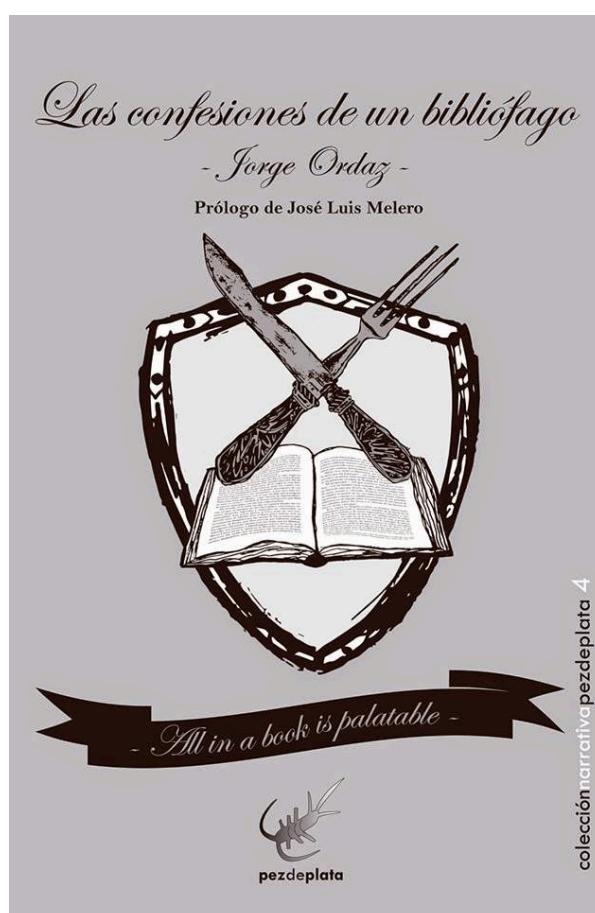 Las confesiones de un bibliófago
- Jorge Ordaz -
Prólogo de José Luis Melero
- All in a book is palatable -
pezdeplata
colecciónnarrativapezdeplata 4